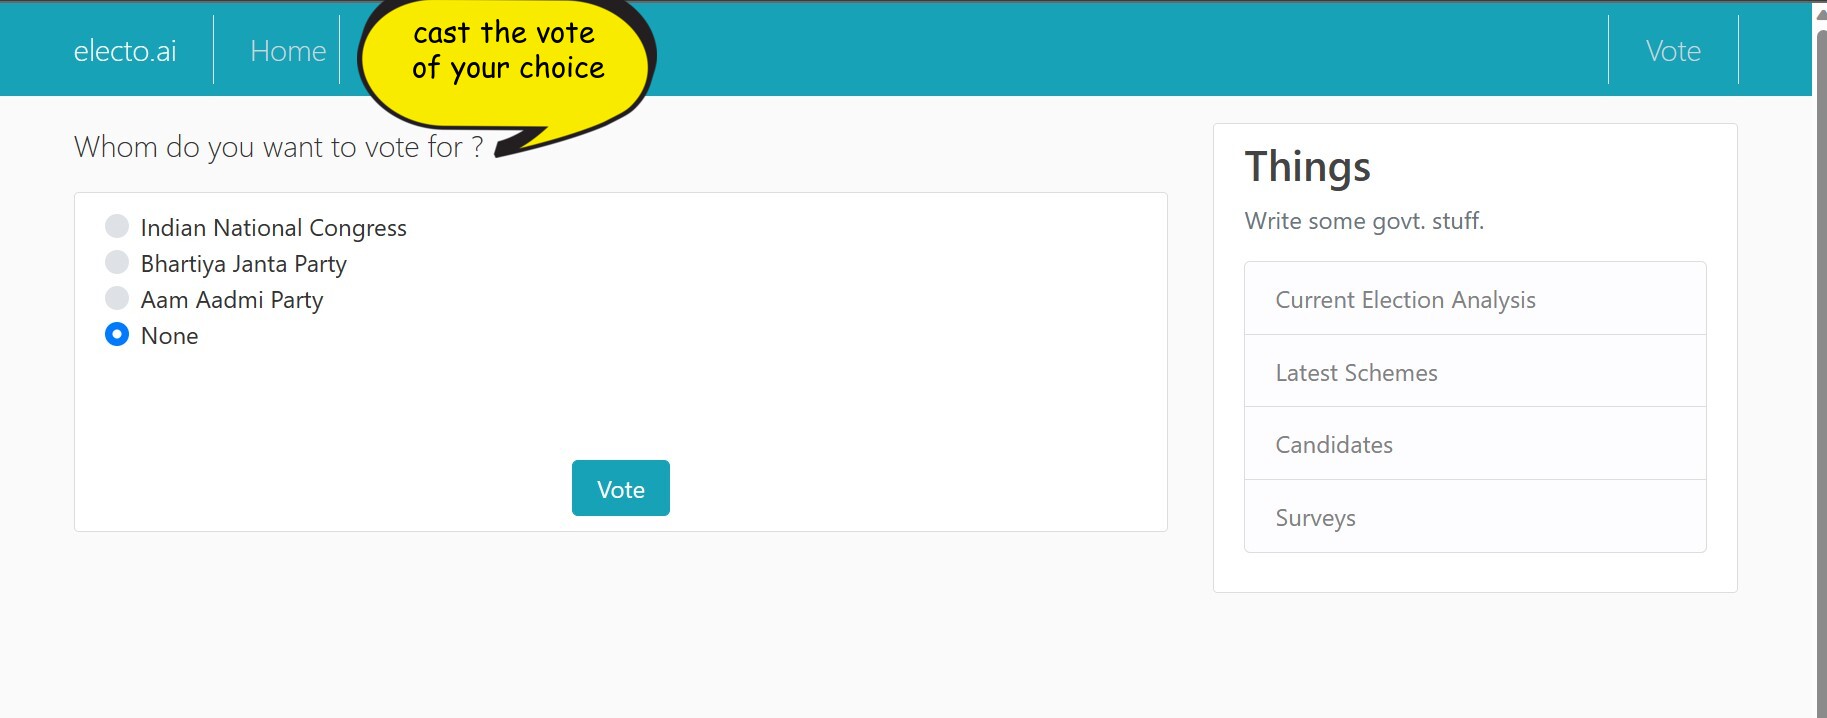 electo.ai
Home
cast the vote
of your choice
Vote
Whom do you want to vote for ?
Indian National Congress
Bhartiya Janta Party
Aam Aadmi Party
None
Vote
Things
Write some govt. stuff.
Current Election Analysis
Latest Schemes
Candidates
Surveys